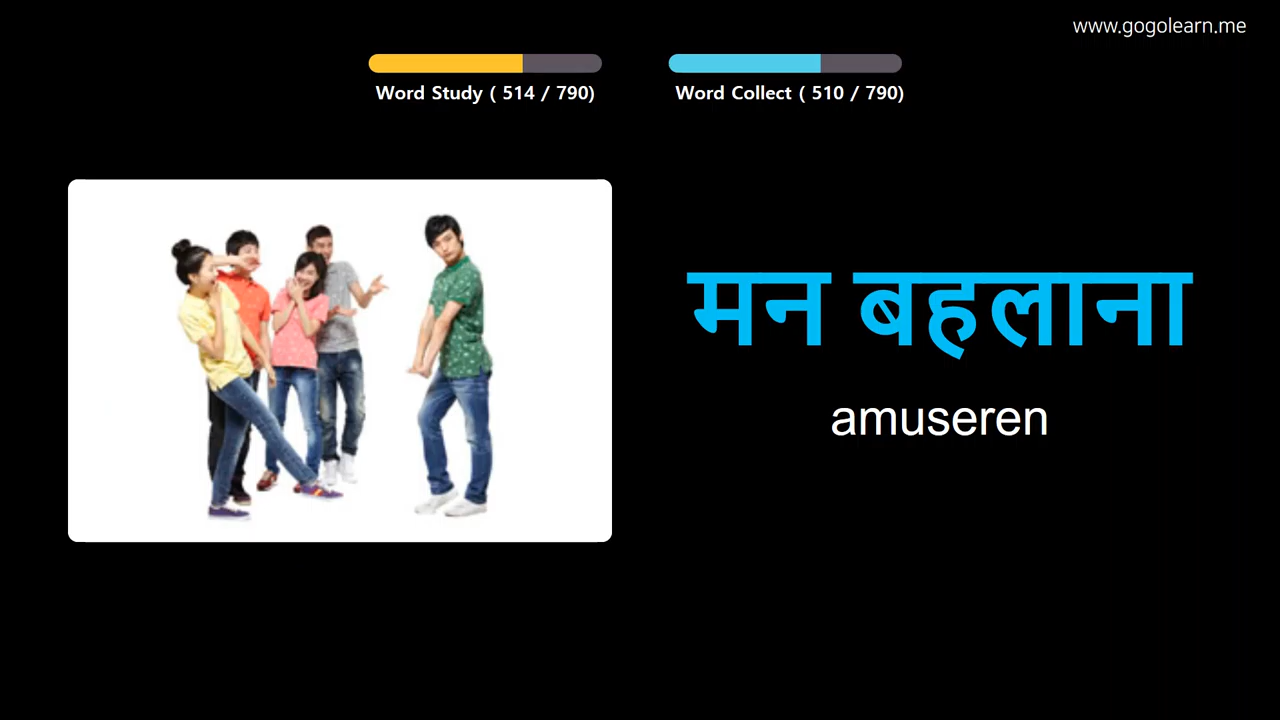 www.gogolearn.me
Word Study ( 514 / 790)
Word Collect ( 510 / 790)
मन बहलाना
amuseren